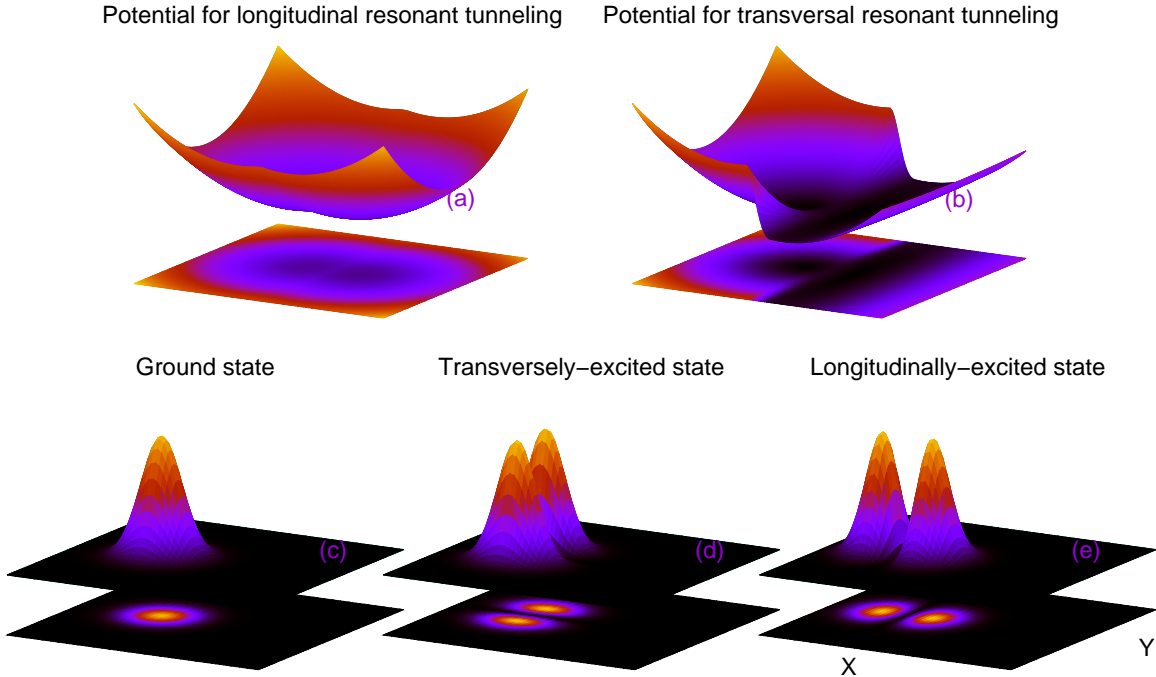 Potential for longitudinal resonant tunneling
Potential for transversal resonant tunneling
(a)
(b)
Ground state
Transversely−excited state
Longitudinally−excited state
(c)
(d)
(e)
X
Y